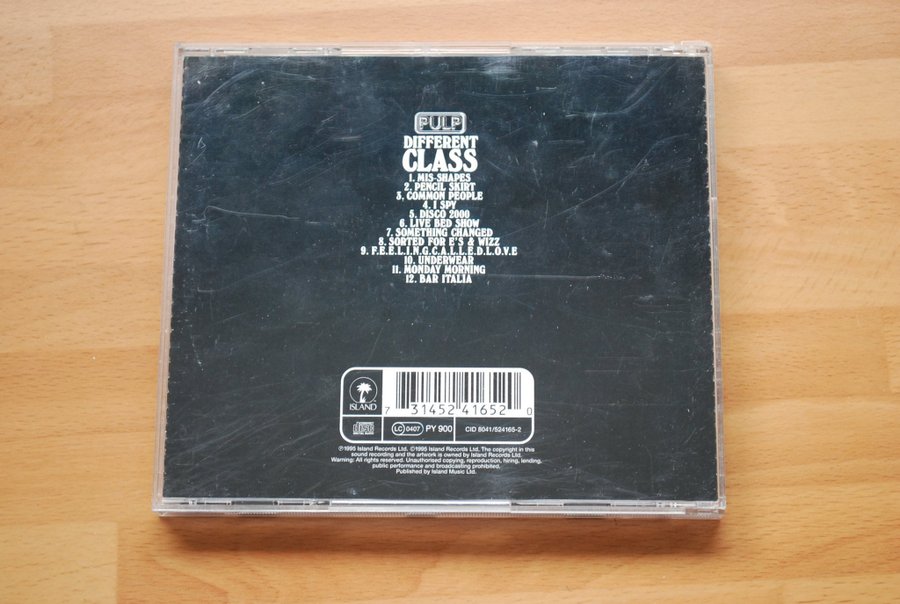 PULP
DIFFERENT
CLASS
1. MIS-SHAPES
2. PENCIL SKIRT
3. COMMON PEOPLE
4. I SPY
5. DISCO 2000
6. LIVE BED SHOW
7. SOMETHING CHANGED
8. SORTED FOR E'S & WIZZ
9. F.E.E.L.I.N.G.C.A.L.L.E.D.L.O.V.E
10. UNDERWEAR
11. MONDAY MORNING
12. BAR ITALIA
ISLAND
7 31452 41652 0
COMPACT disc DIGITAL AUDIO
LC 0407 PY 900
CID 8041/524165-2
℗1995 Island Records Ltd. ©1995 Island Records Ltd. The copyright in this
sound recording and the artwork is owned by Island Records Ltd.
Warning: All rights reserved. Unauthorised copying, reproduction, hiring, lending,
public performance and broadcasting prohibited.
Published by Island Music Ltd.